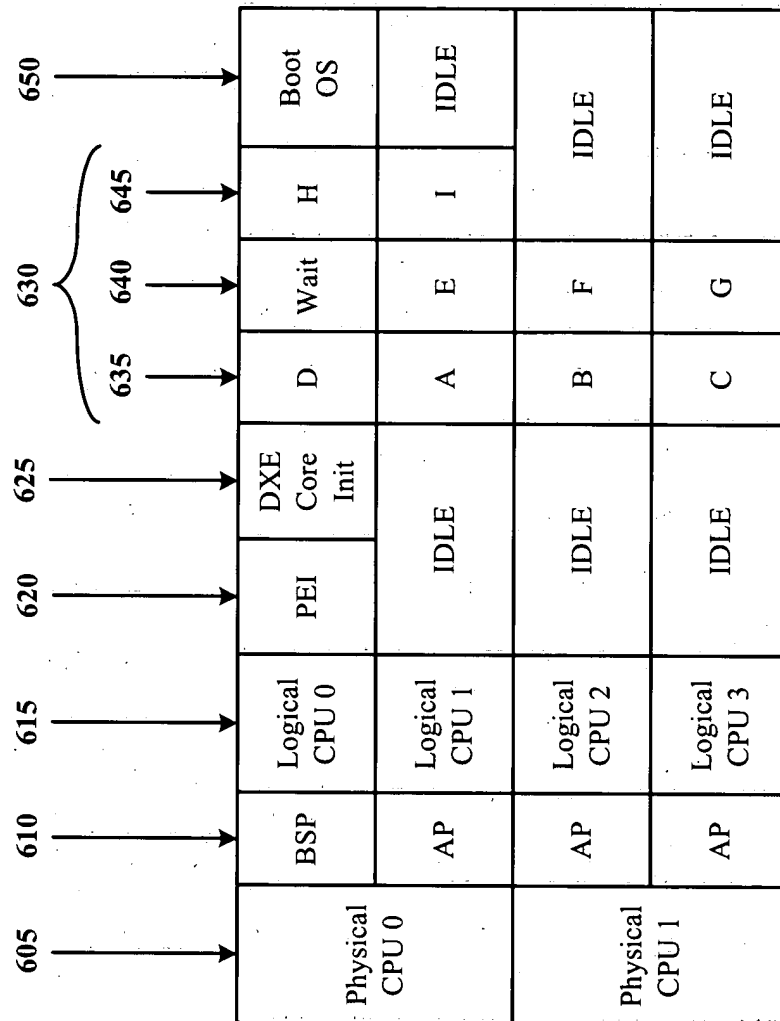 605
610
615
620
625
630
635
640
645
650
Physical
CPU 0
BSP
Logical
CPU 0
PEI
DXE
Core
Init
D
Wait
H
Boot
OS
AP
Logical
CPU 1
IDLE
A
E
I
IDLE
Physical
CPU 1
AP
Logical
CPU 2
IDLE
B
F
IDLE
AP
Logical
CPU 3
IDLE
C
G
IDLE